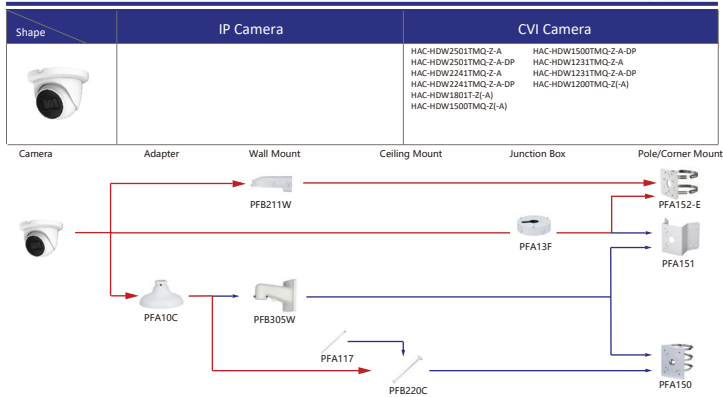 Shape
IP Camera
CVI Camera
HAC-HDW2501TMQ-Z-A
HAC-HDW2501TMQ-Z-A-DP
HAC-HDW2241TMQ-Z-A
HAC-HDW2241TMQ-Z-A-DP
HAC-HDW1801T-Z(-A)
HAC-HDW1500TMQ-Z(-A)
HAC-HDW1500TMQ-Z-A-DP
HAC-HDW1231TMQ-Z-A
HAC-HDW1231TMQ-Z-A-DP
HAC-HDW1200TMQ-Z(-A)
Camera
Adapter
Wall Mount
Ceiling Mount
Junction Box
Pole/Corner Mount
PFB211W
PFA152-E
PFA13F
PFA151
PFA10C
PFB305W
PFA117
PFB220C
PFA150